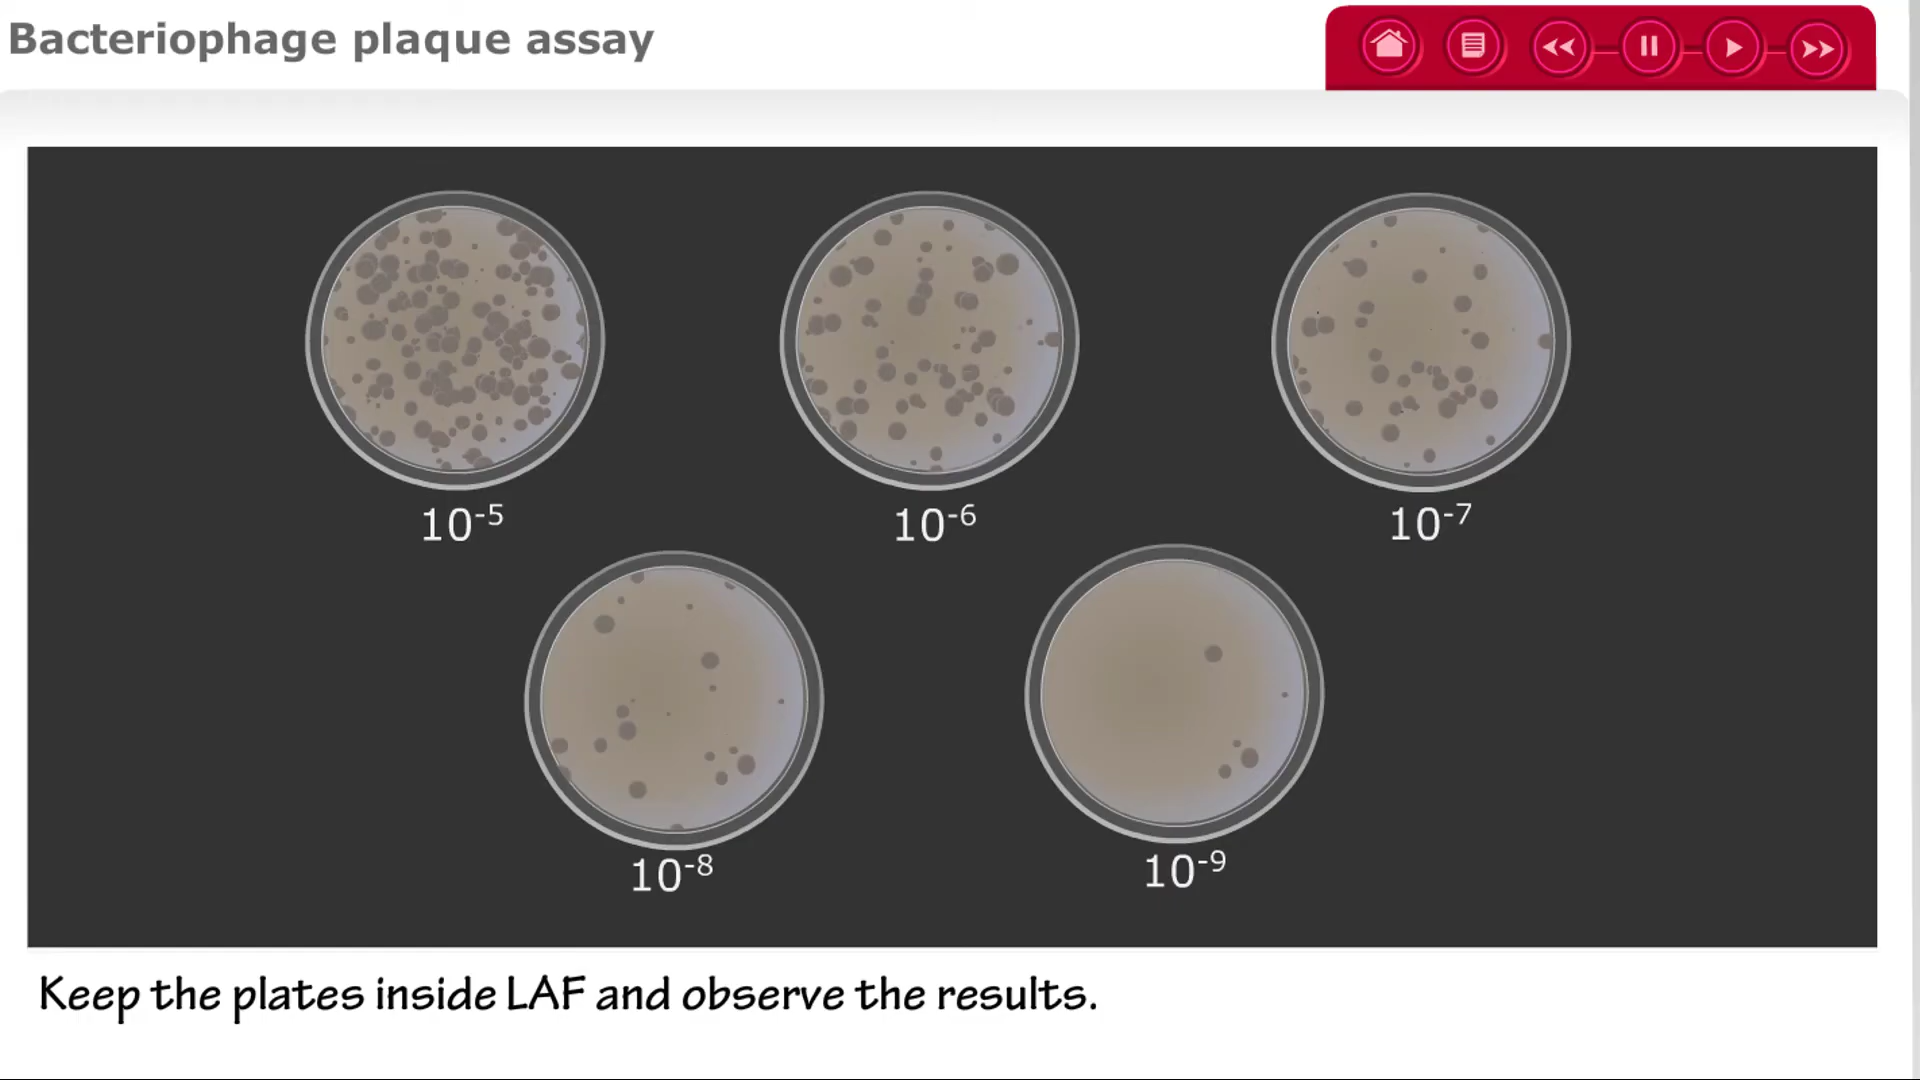 Bacteriophage plaque assay
10⁻⁵
10⁻⁶
10⁻⁷
10⁻⁸
10⁻⁹
Keep the plates inside LAF and observe the results.